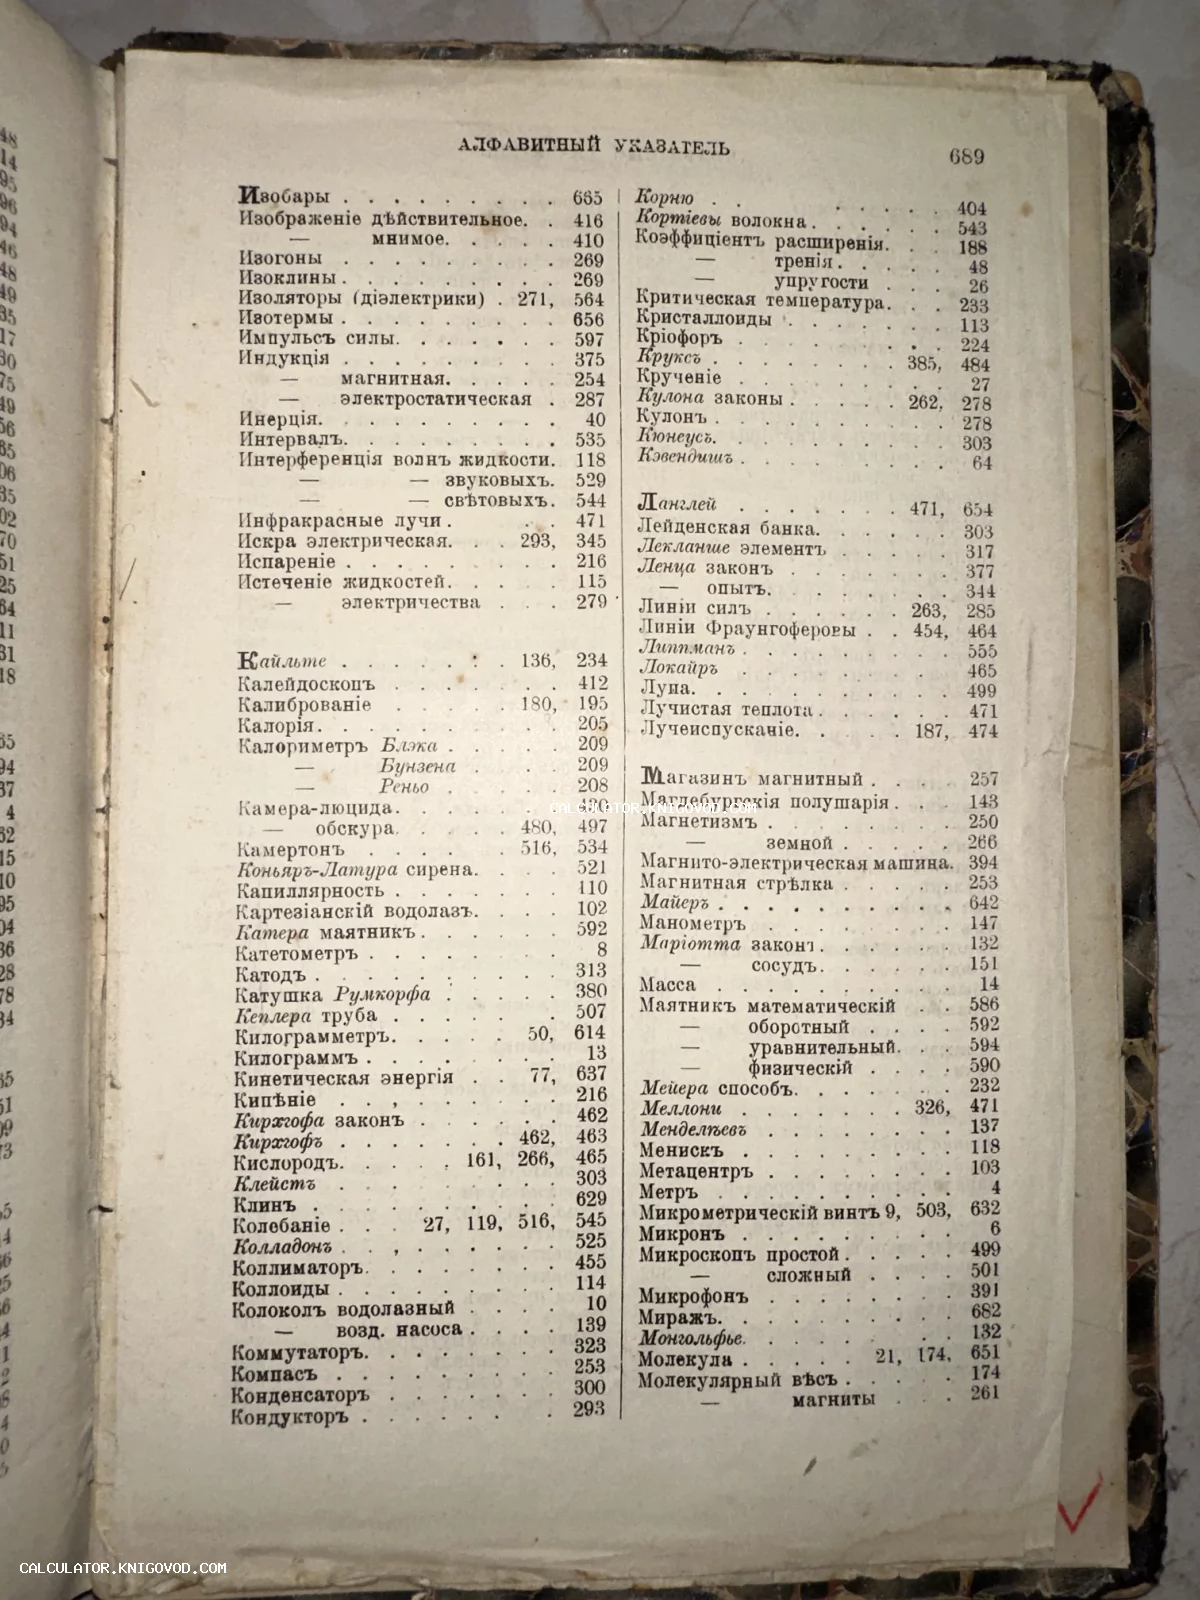 АЛФАВИТНЫЙ УКАЗАТЕЛЬ
689
Изобары . . . . . . . . . 665
Изображеніе дѣйствительное. . 416
— мнимое. . . . . 410
Изогоны . . . . . . . . . 269
Изоклины . . . . . . . . . 269
Изоляторы (діэлектрики) . 271, 564
Изотермы . . . . . . . . . 656
Импульсъ силы. . . . . . . 597
Индукція . . . . . . . . . 375
— магнитная. . . . . 254
— электростатическая . 287
Инерція. . . . . . . . . . 40
Интервалъ. . . . . . . . . 535
Интерференція волнъ жидкости. 118
— — звуковыхъ. 529
— — свѣтовыхъ. 544
Инфракрасные лучи . . . . 471
Искра электрическая. . . 293, 345
Испареніе . . . . . . . . 216
Истеченіе жидкостей. . . . 115
— электричества . . . 279
Кайльте . . . . . . . 136, 234
Калейдоскопъ . . . . . . . 412
Калиброваніе . . . . . 180, 195
Калорія. . . . . . . . . . 205
Калориметръ Блэка . . . . . 209
— Бунзена . . . . 209
— Реньо . . . . . 208
Камера-люцида. . . . . . .
— обскура. . . . . 480, 497
Камертонъ . . . . . . 516, 534
Коньяръ-Латура сирена. . . . 521
Капиллярность . . . . . . . 110
Картезіанскій водолазъ. . . . 102
Катера маятникъ . . . . . . 592
Катетометръ . . . . . . . . 8
Катодъ . . . . . . . . . . 313
Катушка Румкорфа . . . . . 380
Кеплера труба . . . . . . . 507
Килограмметръ. . . . . . 50, 614
Килограммъ . . . . . . . . 13
Кинетическая энергія . . 77, 637
Кипѣніе . . . . . . . . . 216
Кирхгофа законъ . . . . . . 462
Кирхгофъ . . . . . . . 462, 463
Кислородъ. . . . . 161, 266, 465
Клейстъ . . . . . . . . . 303
Клинъ . . . . . . . . . . 629
Колебаніе . . . 27, 119, 516, 545
Колладонъ . . . . . . . . 525
Коллиматоръ. . . . . . . . 455
Коллоиды . . . . . . . . . 114
Колоколъ водолазный . . . . 10
— возд. насоса . . . . 139
Коммутаторъ. . . . . . . . 323
Компасъ . . . . . . . . . 253
Конденсаторъ . . . . . . . 300
Кондукторъ . . . . . . . . 293
Корню . . . . . . . 404
Кортіевы волокна. . . . . . 543
Коэффиціентъ расширенія. . . 188
— тренія . . . . . 48
— упругости . . . 26
Критическая температура. . . 233
Кристаллоиды . . . . . . . 113
Кріофоръ . . . . . . . . . 224
Круксъ . . . . . . . . 385, 484
Крученіе . . . . . . . . . 27
Кулона законы . . . . . 262, 278
Кулонъ . . . . . . . . . . 278
Кюнеусъ. . . . . . . . . . 303
Кэвендишъ . . . . . . . . 64
Ланглей . . . . . . . 471, 654
Лейденская банка. . . . . . 303
Лекланше элементъ . . . . . 317
Ленца законъ . . . . . . . 377
— опытъ. . . . . . . . 344
Линіи силъ . . . . . . 263, 285
Линіи Фраунгоферовы . . 454, 464
Липпманъ . . . . . . . . . 555
Локайръ . . . . . . . . . 465
Лупа. . . . . . . . . . . 499
Лучистая теплота . . . . . . 471
Лучеиспусканіе. . . . . 187, 474
Магазинъ магнитный . . . . 257
Магдебургскія полушарія . . . 143
Магнетизмъ . . . . . . . . 250
— земной . . . . . 266
Магнито-электрическая машина. 394
Магнитная стрѣлка . . . . . 253
Майеръ . . . . . . . . . . 642
Манометръ . . . . . . . . 147
Маріотта законъ. . . . . . 132
— сосудъ. . . . . . 151
Масса . . . . . . . . . . 14
Маятникъ математическій . . 586
— оборотный . . . . 592
— уравнительный. . . 594
— физическій . . . . 590
Мейера способъ. . . . . . . 232
Меллони . . . . . . . 326, 471
Менделѣевъ . . . . . . . . 137
Менискъ . . . . . . . . . 118
Метацентръ . . . . . . . . 103
Метръ . . . . . . . . . . 4
Микрометрическій винтъ 9, 503, 632
Микронъ . . . . . . . . . 6
Микроскопъ простой . . . . . 499
— сложный . . . . 501
Микрофонъ . . . . . . . . 391
Миражъ. . . . . . . . . . 682
Монгольфье. . . . . . . . . 132
Молекула . . . . . 21, 174, 651
Молекулярный вѣсъ . . . . . 174
— магниты . . . 261
CALCULATOR.KNIGOVOD.COM
CALCULATOR.KNIGOVOD.COM